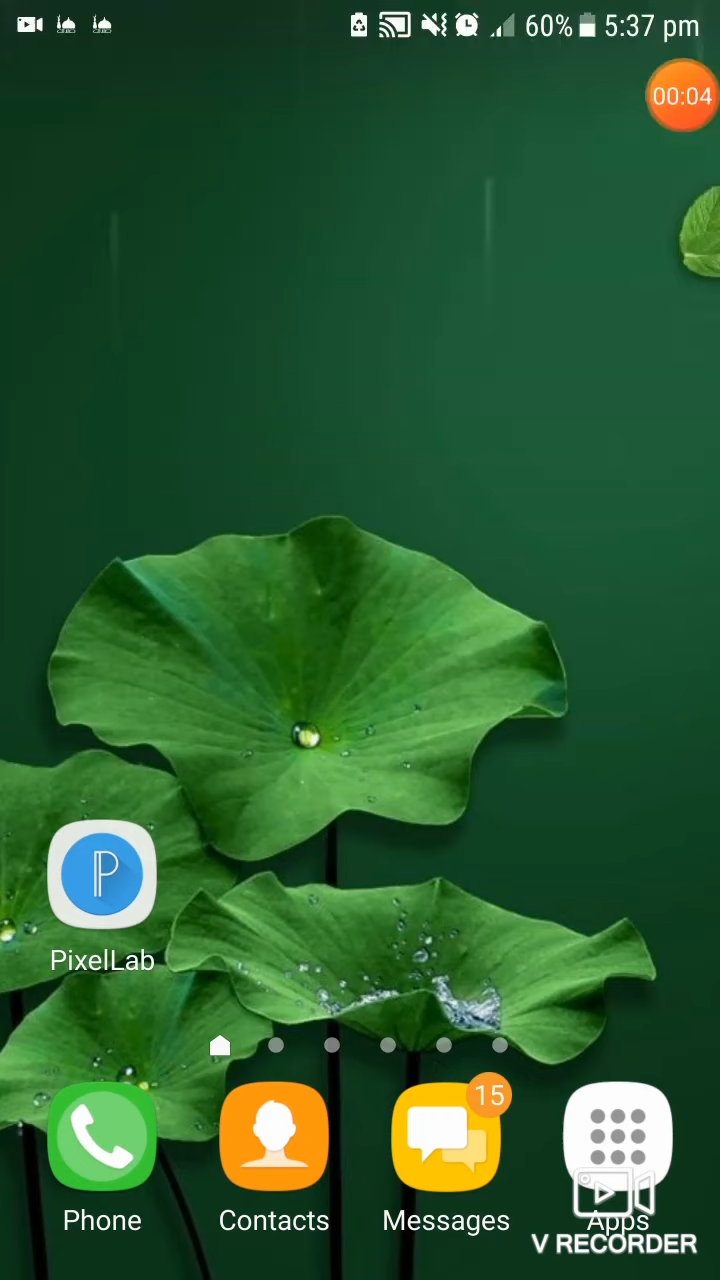 60% 5:37 pm
00:04
PixelLab
15
Phone Contacts Messages Apps
V RECORDER